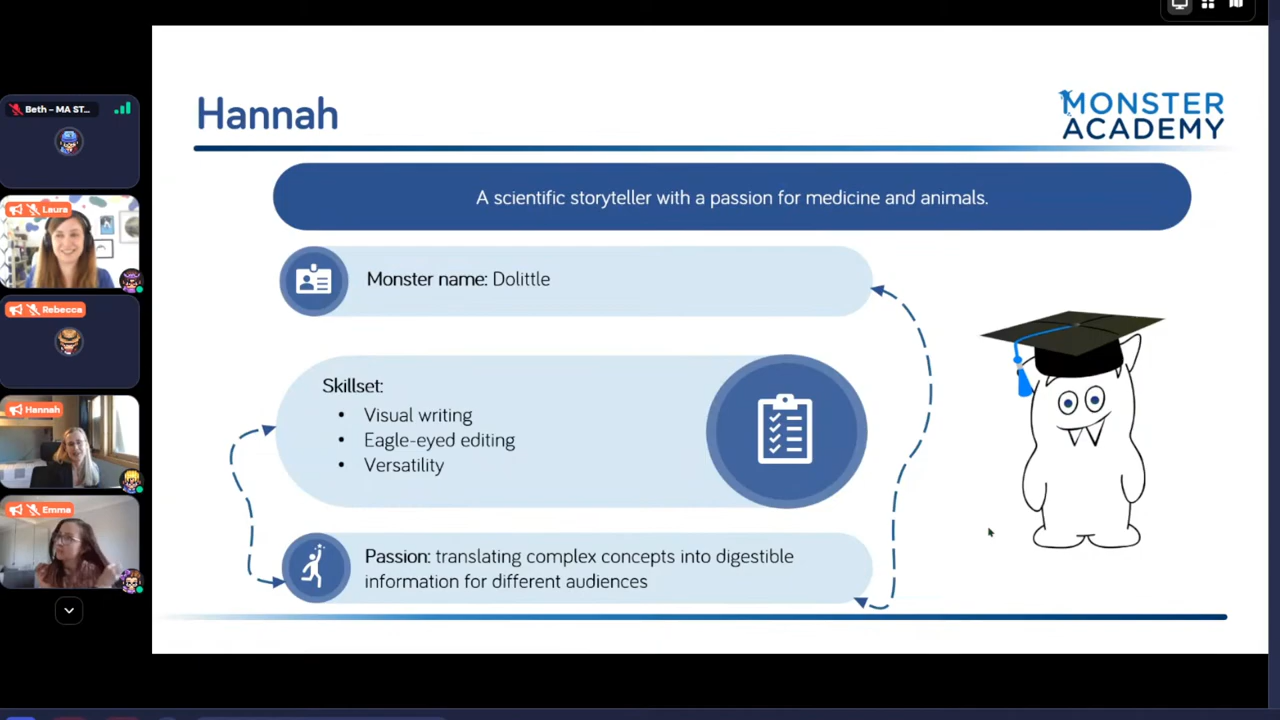 Hannah
MONSTER
ACADEMY
A scientific storyteller with a passion for medicine and animals.
Monster name: Dolittle
Skillset:
• Visual writing
• Eagle-eyed editing
• Versatility
Passion: translating complex concepts into digestible
information for different audiences
Beth – MA ST...
Laura
Rebecca
Hannah
Emma